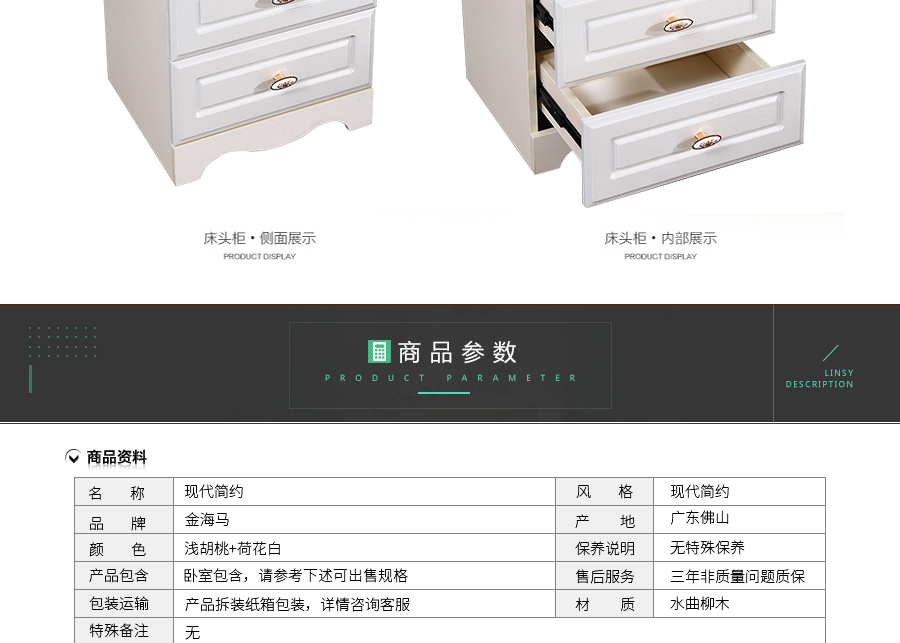 床头柜·侧面展示
PRODUCT DISPLAY
床头柜·内部展示
PRODUCT DISPLAY
商品参数
PRODUCT PARAMETER
LINSY
DESCRIPTION
商品资料
名 称 现代简约 风 格 现代简约
品 牌 金海马 产 地 广东佛山
颜 色 浅胡桃+荷花白 保养说明 无特殊保养
产品包含 卧室包含，请参考下述可出售规格 售后服务 三年非质量问题质保
包装运输 产品拆装纸箱包装，详情咨询客服 材 质 水曲柳木
特殊备注 无